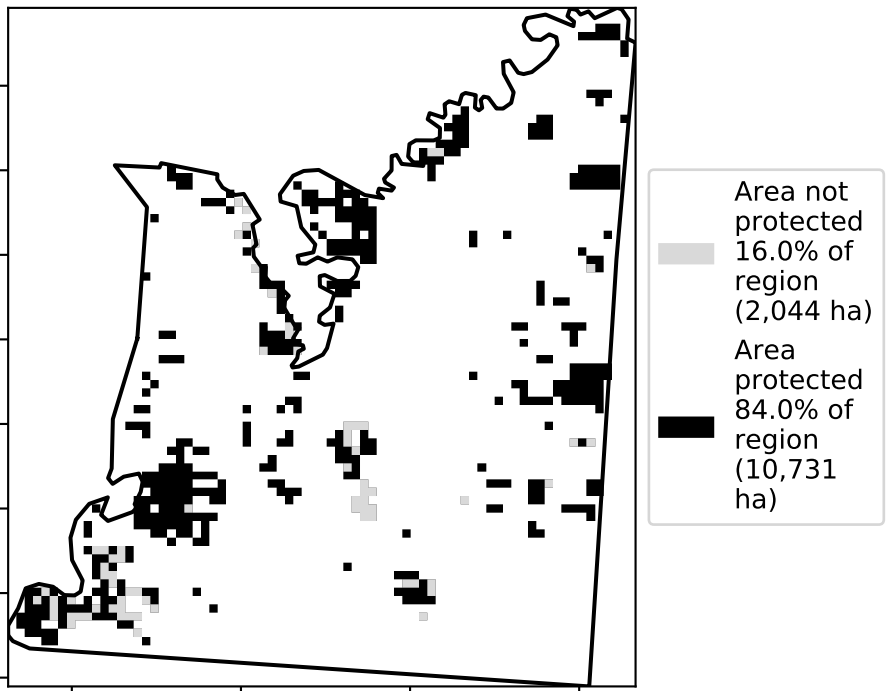 Area not
protected
16.0% of
region
(2,044 ha)
Area
protected
84.0% of
region
(10,731
ha)